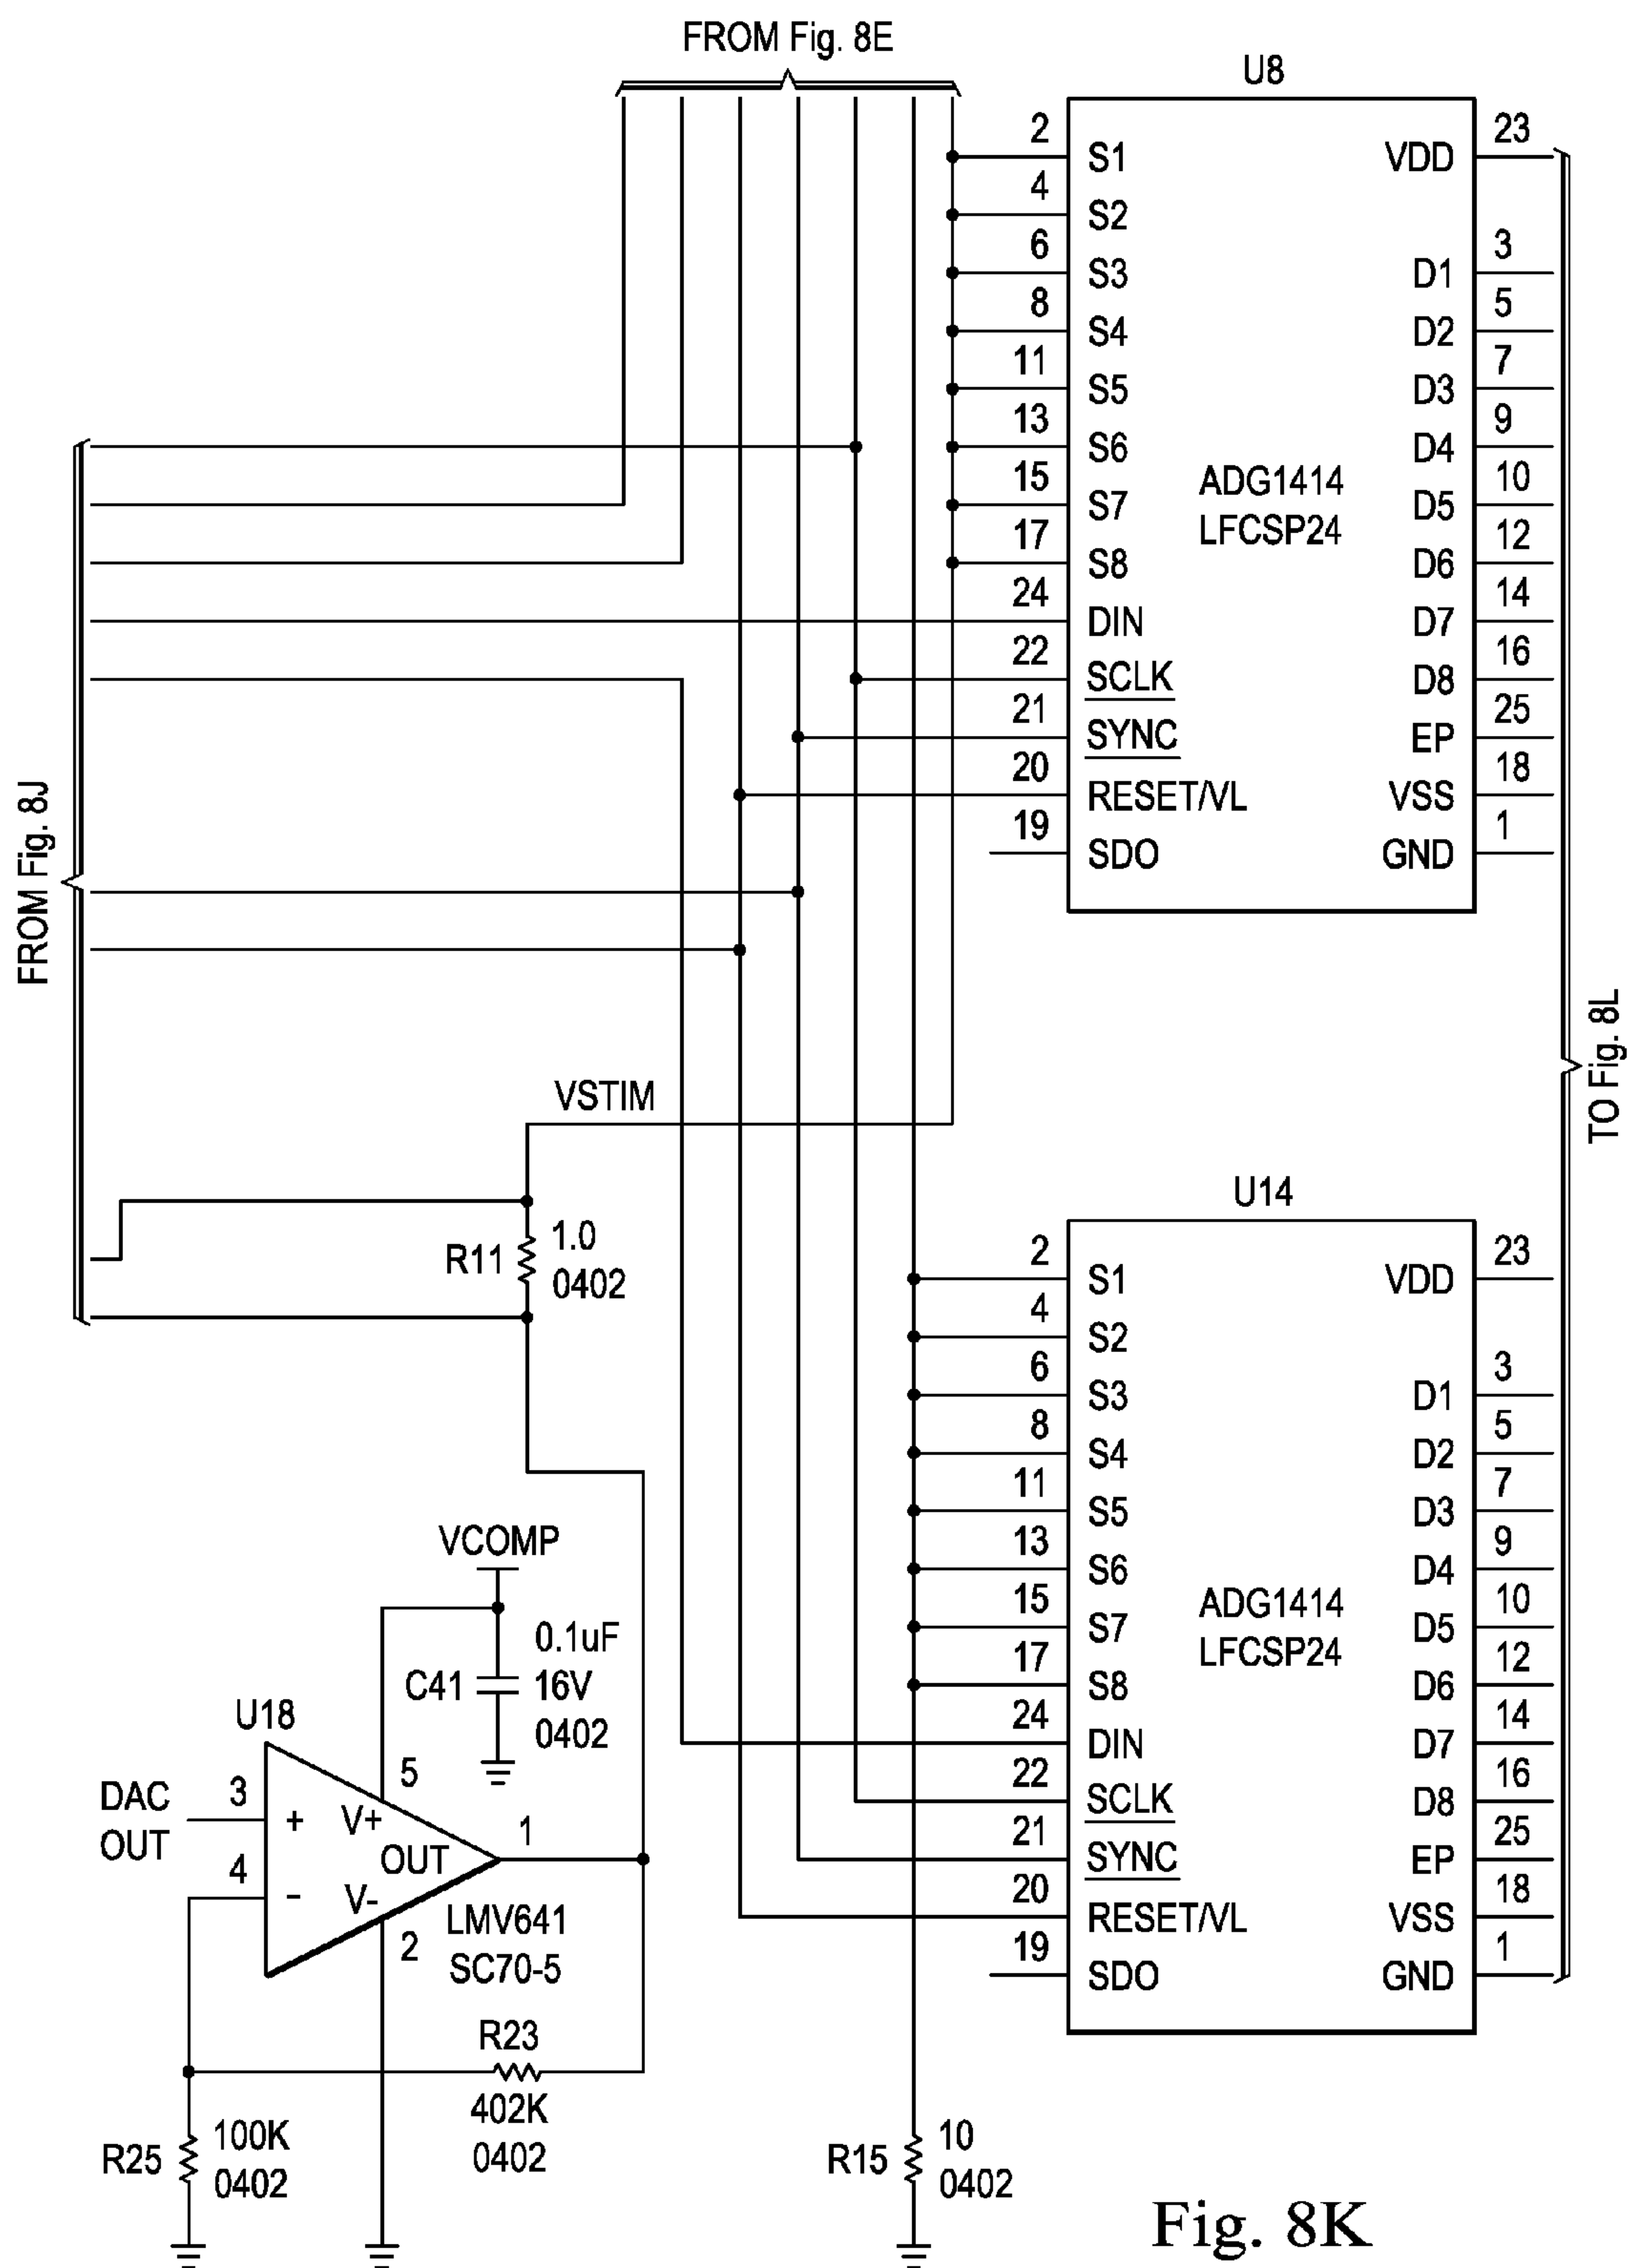 FROM Fig. 8E
U8
2 S1 VDD 23
4 S2
6 S3 D1 3
8 S4 D2 5
11 S5 D3 7
13 S6 D4 9
15 S7 ADG1414 D5 10
17 S8 LFCSP24 D6 12
24 DIN D7 14
22 SCLK D8 16
21 SYNC EP 25
20 RESET/VL VSS 18
19 SDO GND 1
FROM Fig. 8J
TO Fig. 8L
VSTIM
R11 1.0
0402
U14
2 S1 VDD 23
4 S2
6 S3 D1 3
8 S4 D2 5
11 S5 D3 7
13 S6 D4 9
15 S7 ADG1414 D5 10
17 S8 LFCSP24 D6 12
24 DIN D7 14
22 SCLK D8 16
21 SYNC EP 25
20 RESET/VL VSS 18
19 SDO GND 1
VCOMP
0.1uF
C41 16V
0402
U18
5
DAC
OUT
3 + V+
OUT 1
4 - V-
2
LMV641
SC70-5
R23
402K
0402
R25 100K
0402
R15 10
0402
Fig. 8K